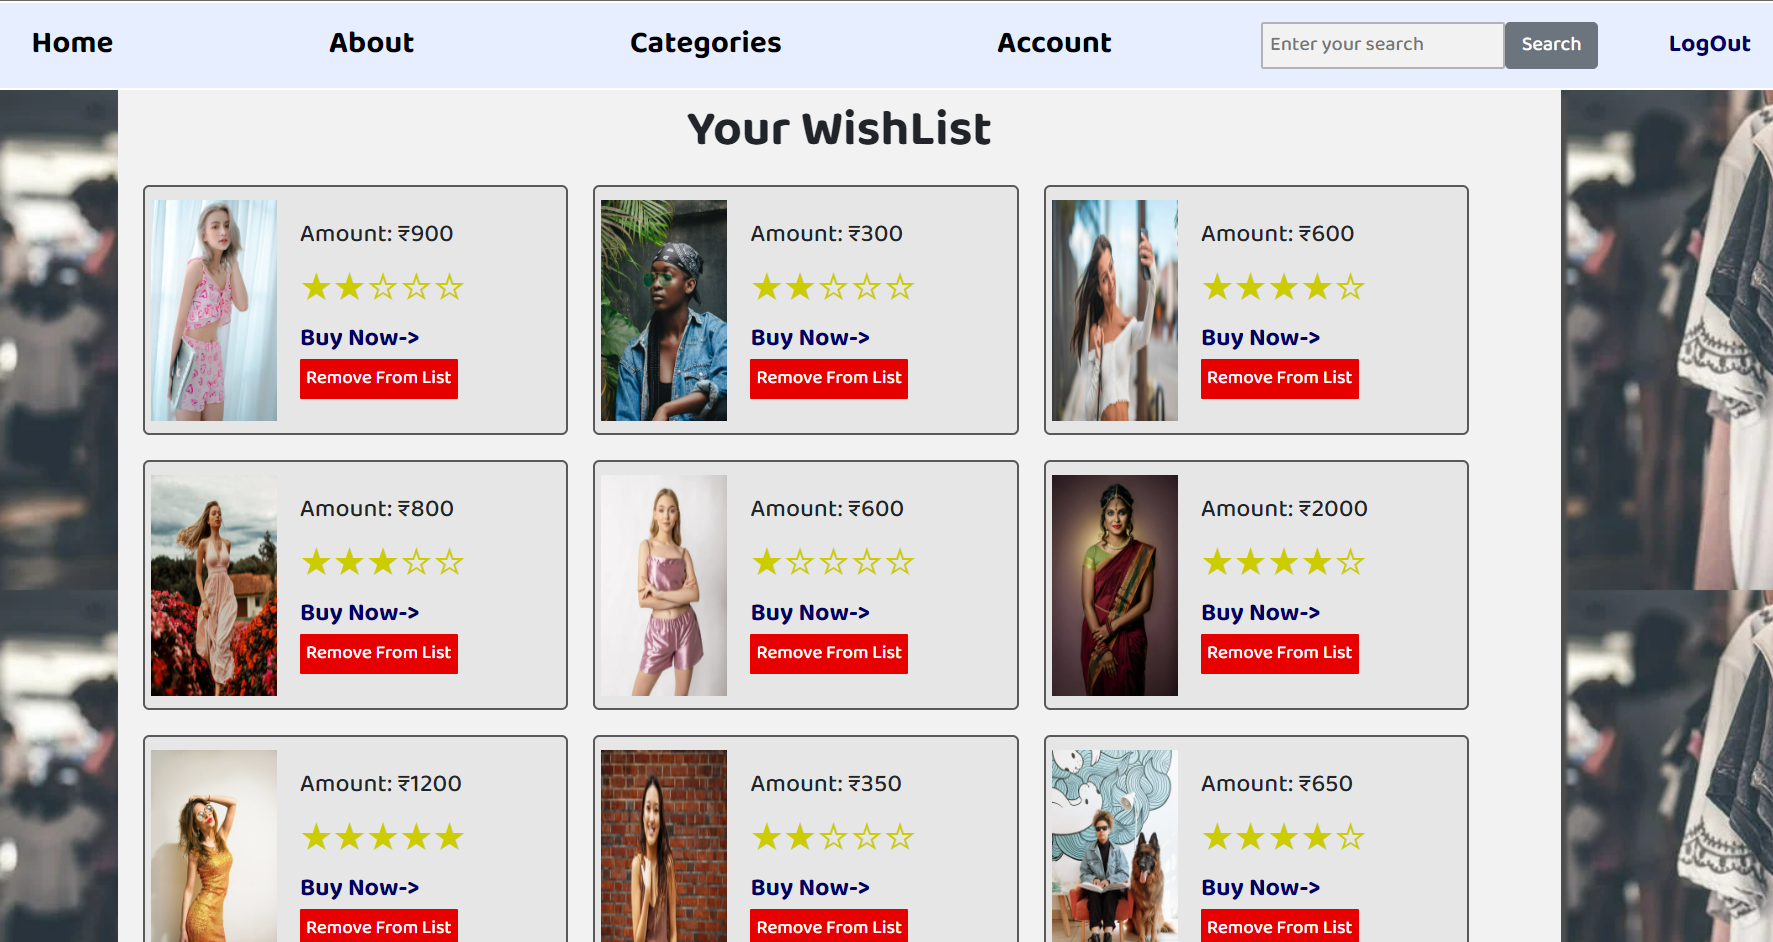 Home About Categories Account Enter your search Search LogOut
Your WishList
Amount: ₹900
Buy Now->
Remove From List
Amount: ₹300
Buy Now->
Remove From List
Amount: ₹600
Buy Now->
Remove From List
Amount: ₹800
Buy Now->
Remove From List
Amount: ₹600
Buy Now->
Remove From List
Amount: ₹2000
Buy Now->
Remove From List
Amount: ₹1200
Buy Now->
Remove From List
Amount: ₹350
Buy Now->
Remove From List
Amount: ₹650
Buy Now->
Remove From List